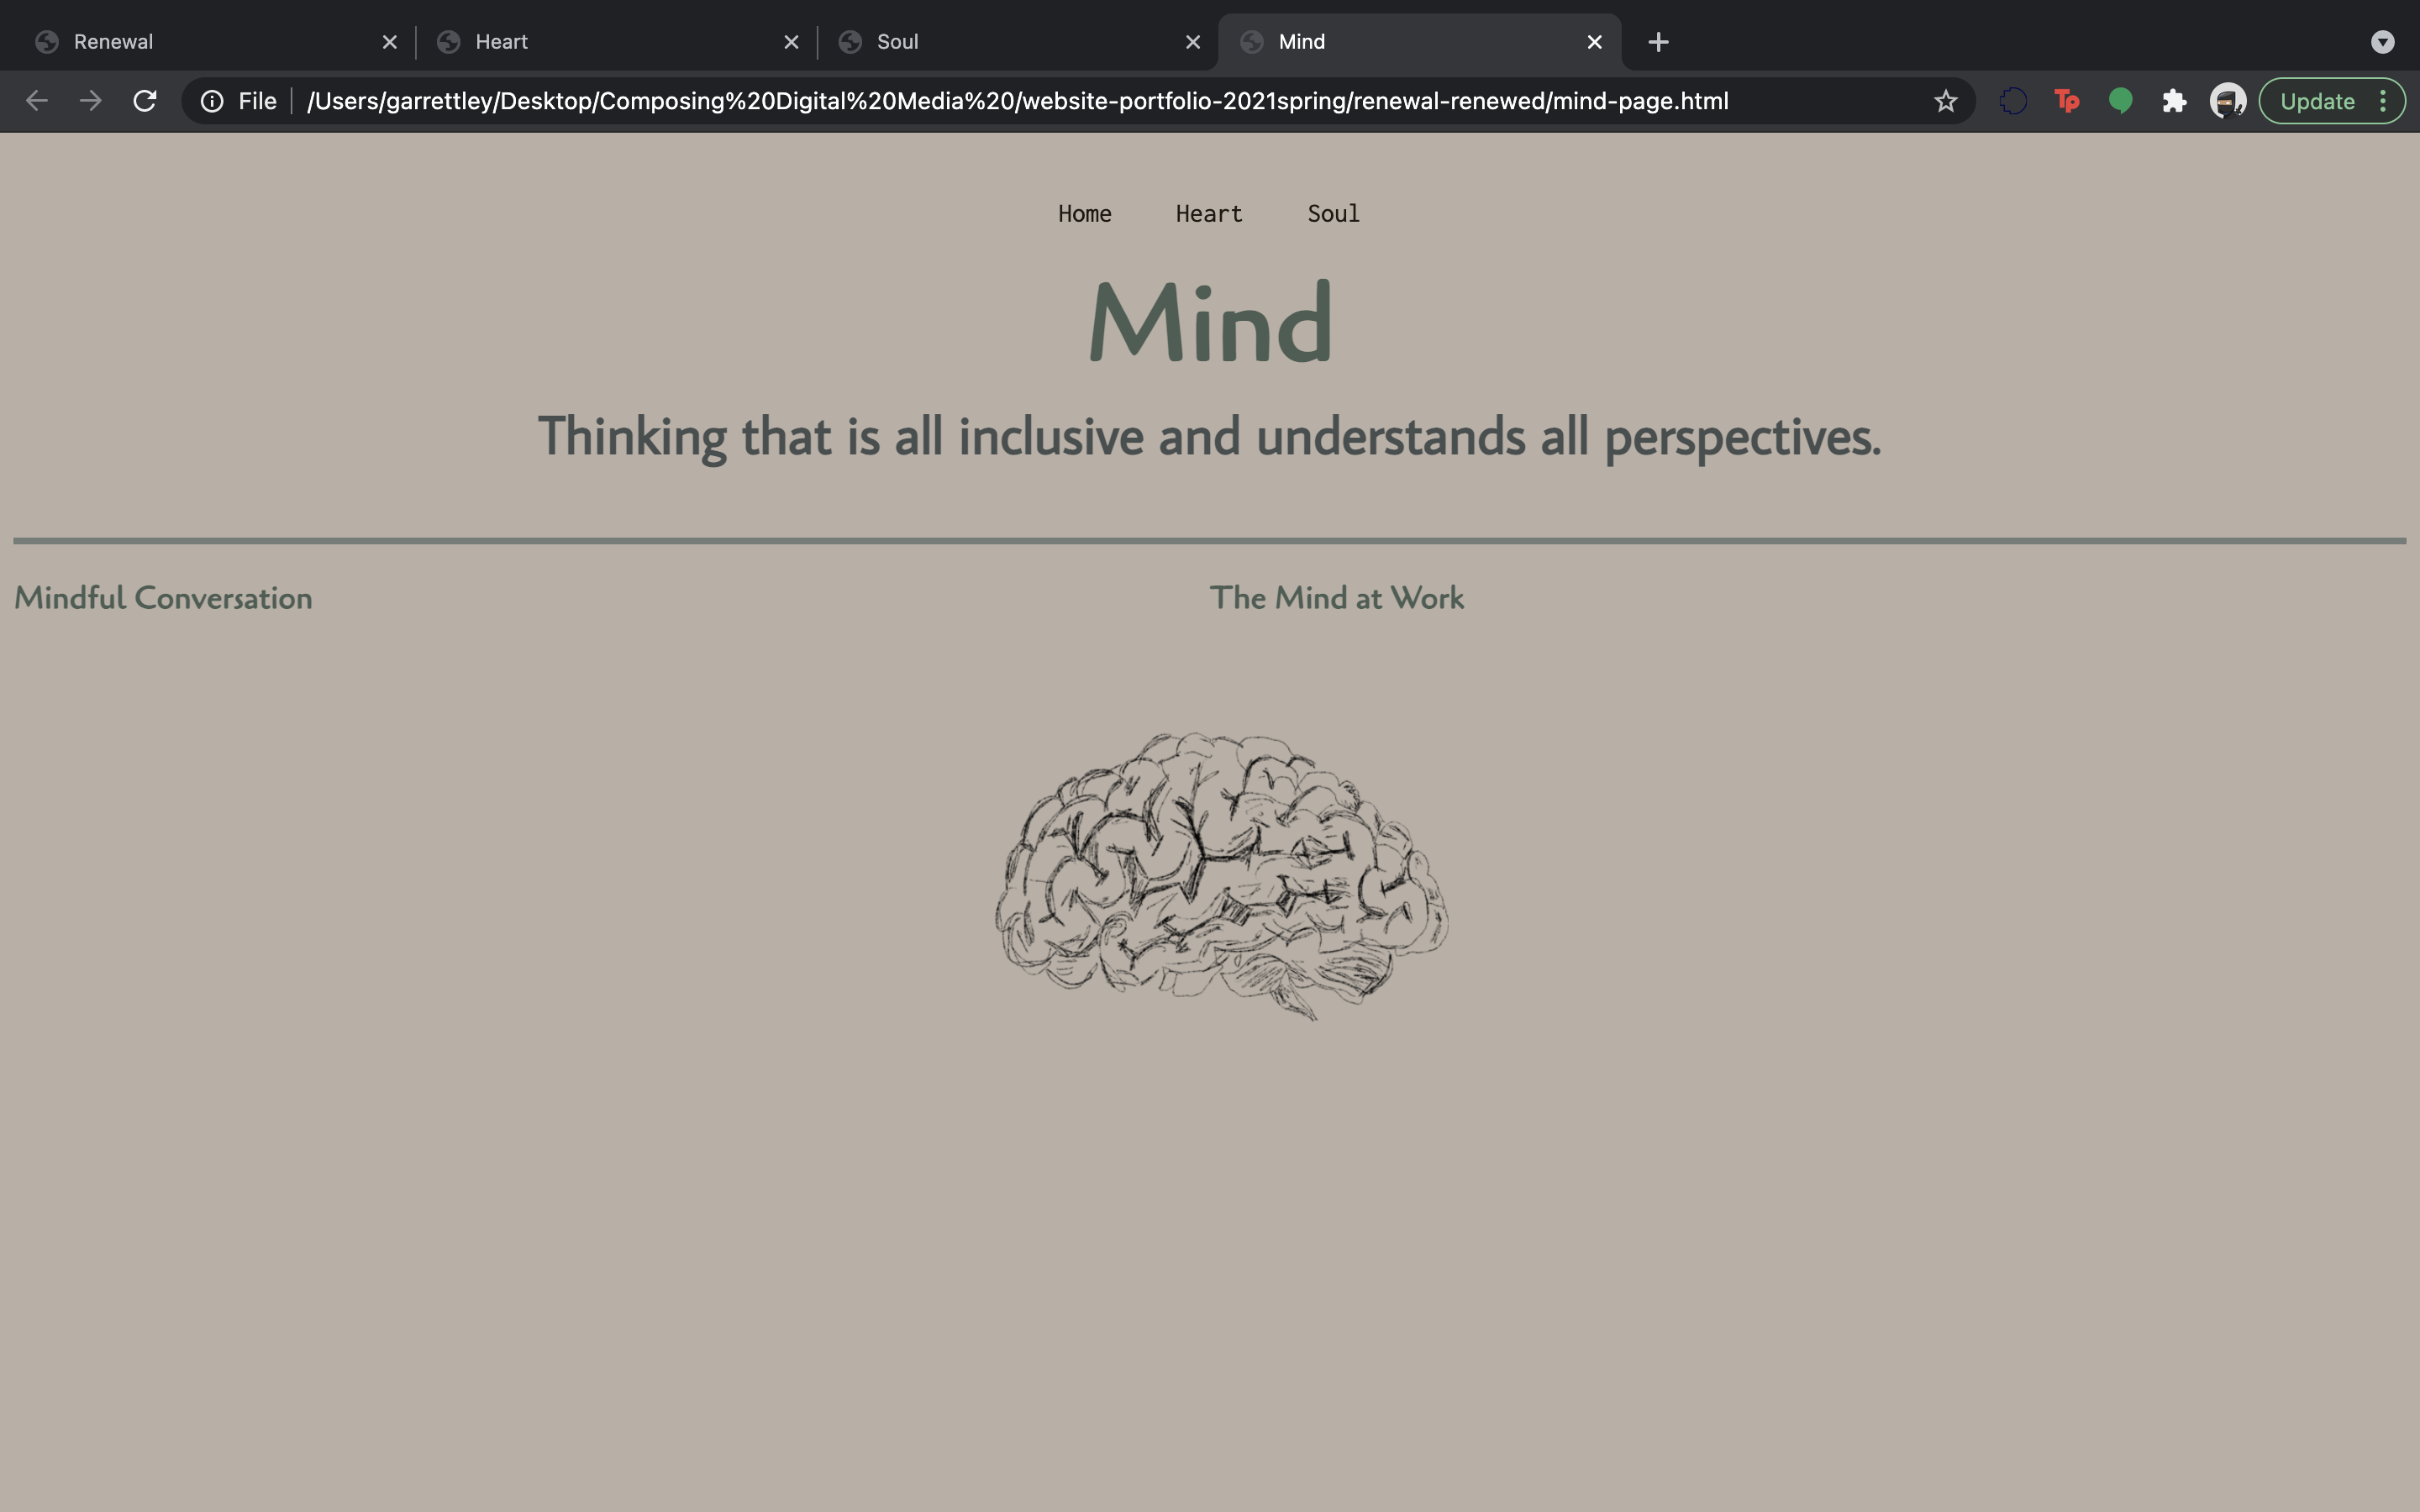 Renewal
Heart
Soul
Mind
File /Users/garrettley/Desktop/Composing%20Digital%20Media%20/website-portfolio-2021spring/renewal-renewed/mind-page.html
Tp
Update
Home Heart Soul
Mind
Thinking that is all inclusive and understands all perspectives.
Mindful Conversation
The Mind at Work